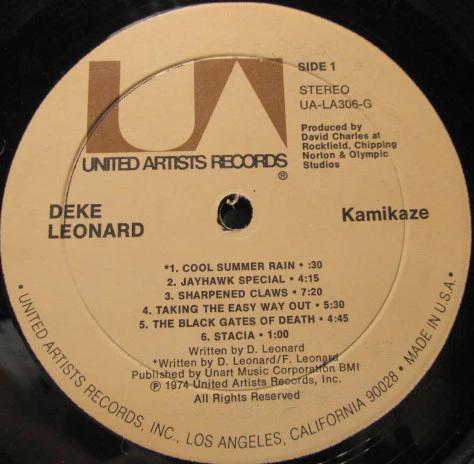 UA
SIDE 1
STEREO
UA-LA306-G
Produced by
David Charles at
Rockfield, Chipping
Norton & Olympic
Studios
UNITED ARTISTS RECORDS
®
DEKE
LEONARD
Kamikaze
*1. COOL SUMMER RAIN • :30
2. JAYHAWK SPECIAL • 4:15
3. SHARPENED CLAWS • 7:20
4. TAKING THE EASY WAY OUT • 5:30
5. THE BLACK GATES OF DEATH • 4:45
6. STACIA • 1:00
Written by D. Leonard
*Written by D. Leonard/F. Leonard
Published by Unart Music Corporation BMI
Ⓟ 1974 United Artists Records, Inc.
All Rights Reserved
• UNITED ARTISTS RECORDS, INC., LOS ANGELES, CALIFORNIA 90028 • MADE IN U.S.A. •